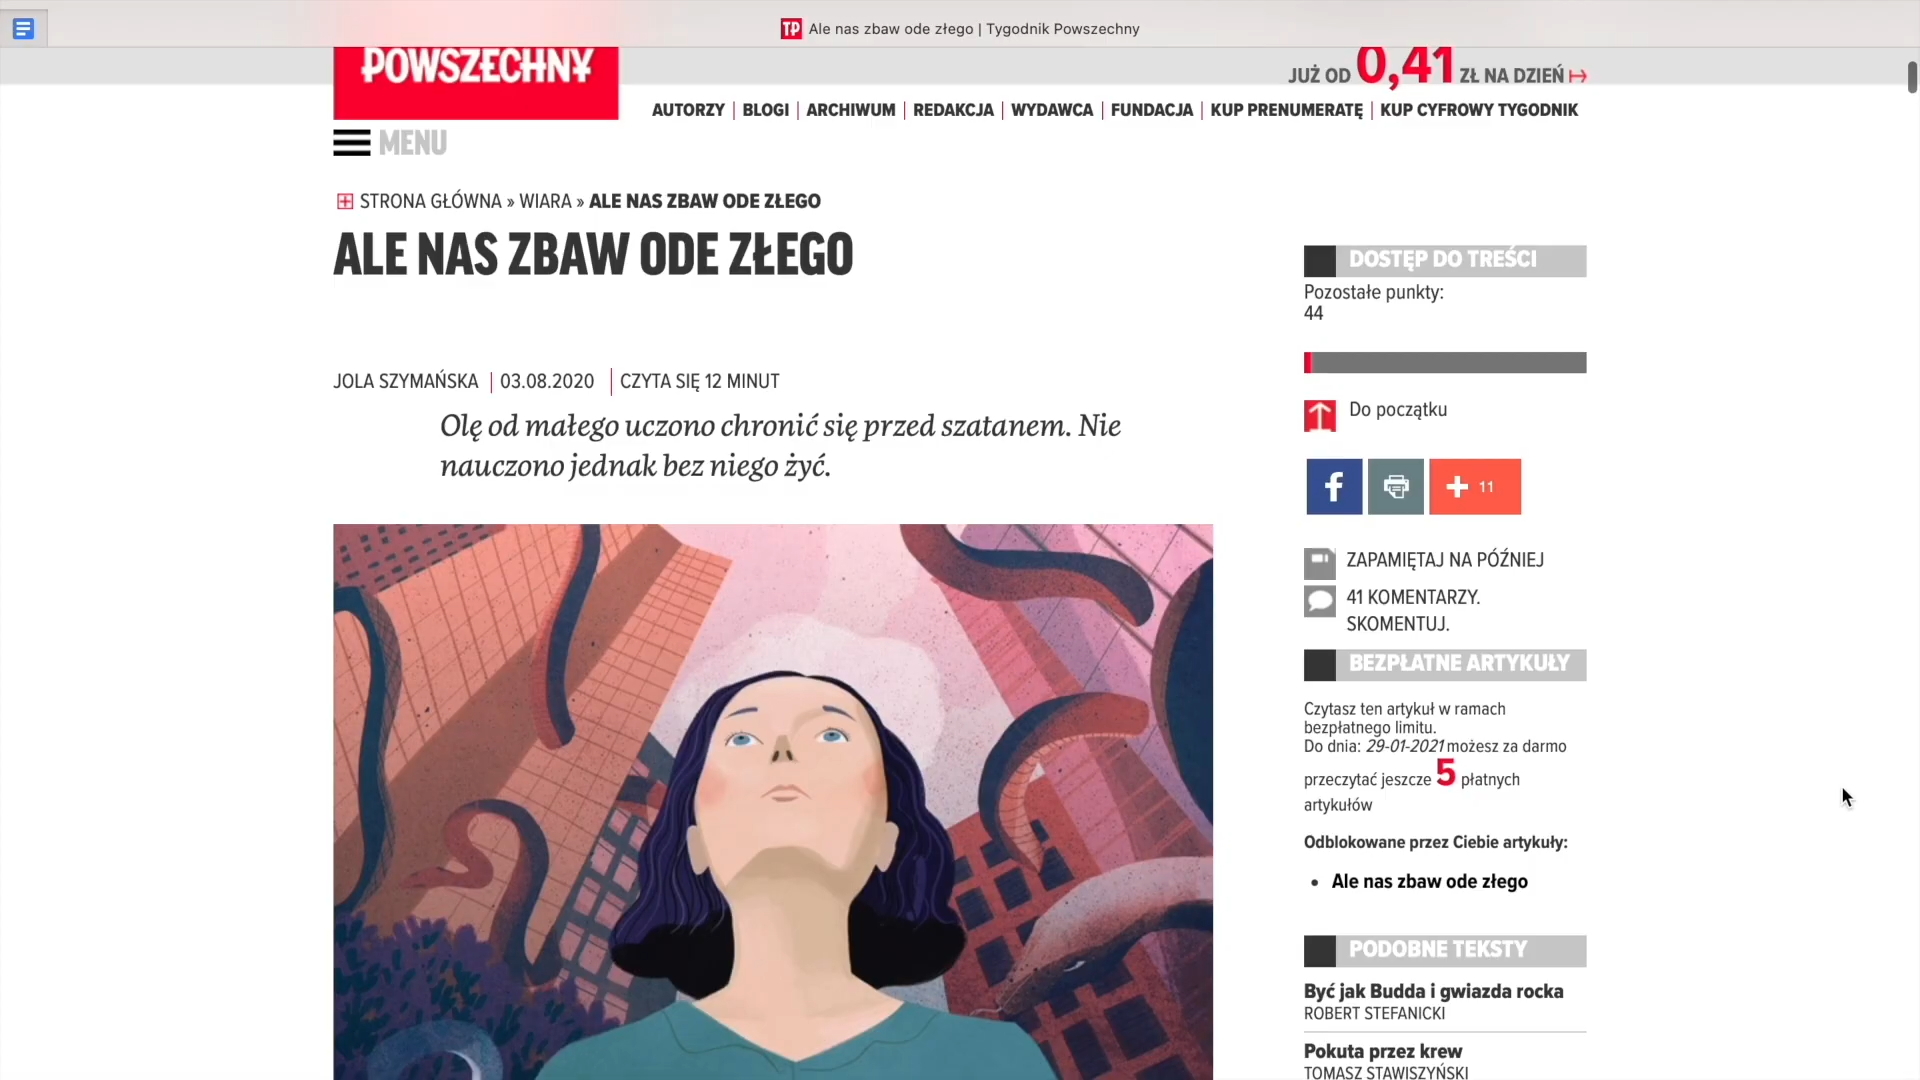 TP Ale nas zbaw ode złego | Tygodnik Powszechny
POWSZECHNY
JUŻ OD 0,41 ZŁ NA DZIEŃ
AUTORZY | BLOGI | ARCHIWUM | REDAKCJA | WYDAWCA | FUNDACJA | KUP PRENUMERATĘ | KUP CYFROWY TYGODNIK
MENU
STRONA GŁÓWNA » WIARA » ALE NAS ZBAW ODE ZŁEGO
ALE NAS ZBAW ODE ZŁEGO
JOLA SZYMAŃSKA | 03.08.2020 | CZYTA SIĘ 12 MINUT
Olę od małego uczono chronić się przed szatanem. Nie
nauczono jednak bez niego żyć.
DOSTĘP DO TREŚCI
Pozostałe punkty:
44
Do początku
f
11
ZAPAMIĘTAJ NA PÓŹNIEJ
41 KOMENTARZY.
SKOMENTUJ.
BEZPŁATNE ARTYKUŁY
Czytasz ten artykuł w ramach
bezpłatnego limitu.
Do dnia: 29-01-2021 możesz za darmo
przeczytać jeszcze 5 płatnych
artykułów
Odblokowane przez Ciebie artykuły:
• Ale nas zbaw ode złego
PODOBNE TEKSTY
Być jak Budda i gwiazda rocka
ROBERT STEFANICKI
Pokuta przez krew
TOMASZ STAWISZYŃSKI